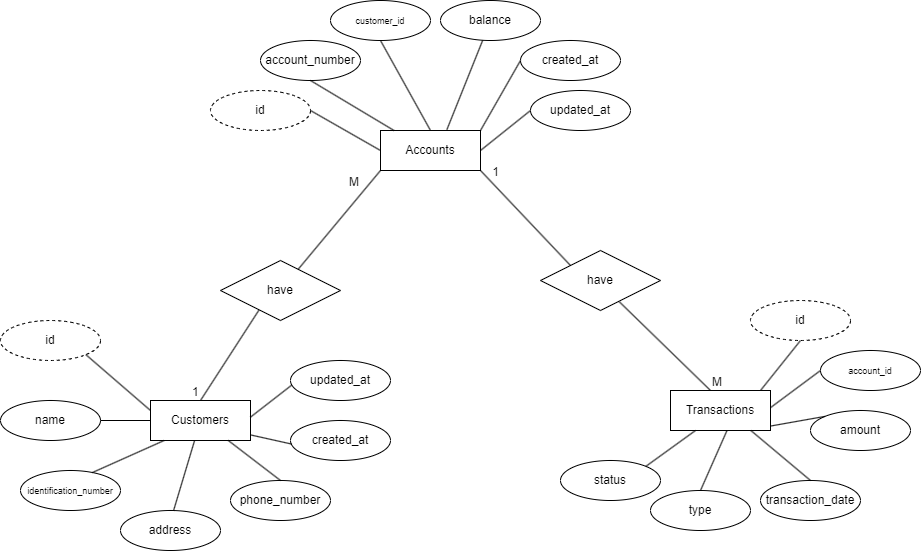 customer_id
balance
account_number
created_at
id
updated_at
Accounts
M
1
have
have
id
id
updated_at
account_id
1
M
name
Customers
Transactions
created_at
amount
identification_number
phone_number
status
address
type
transaction_date